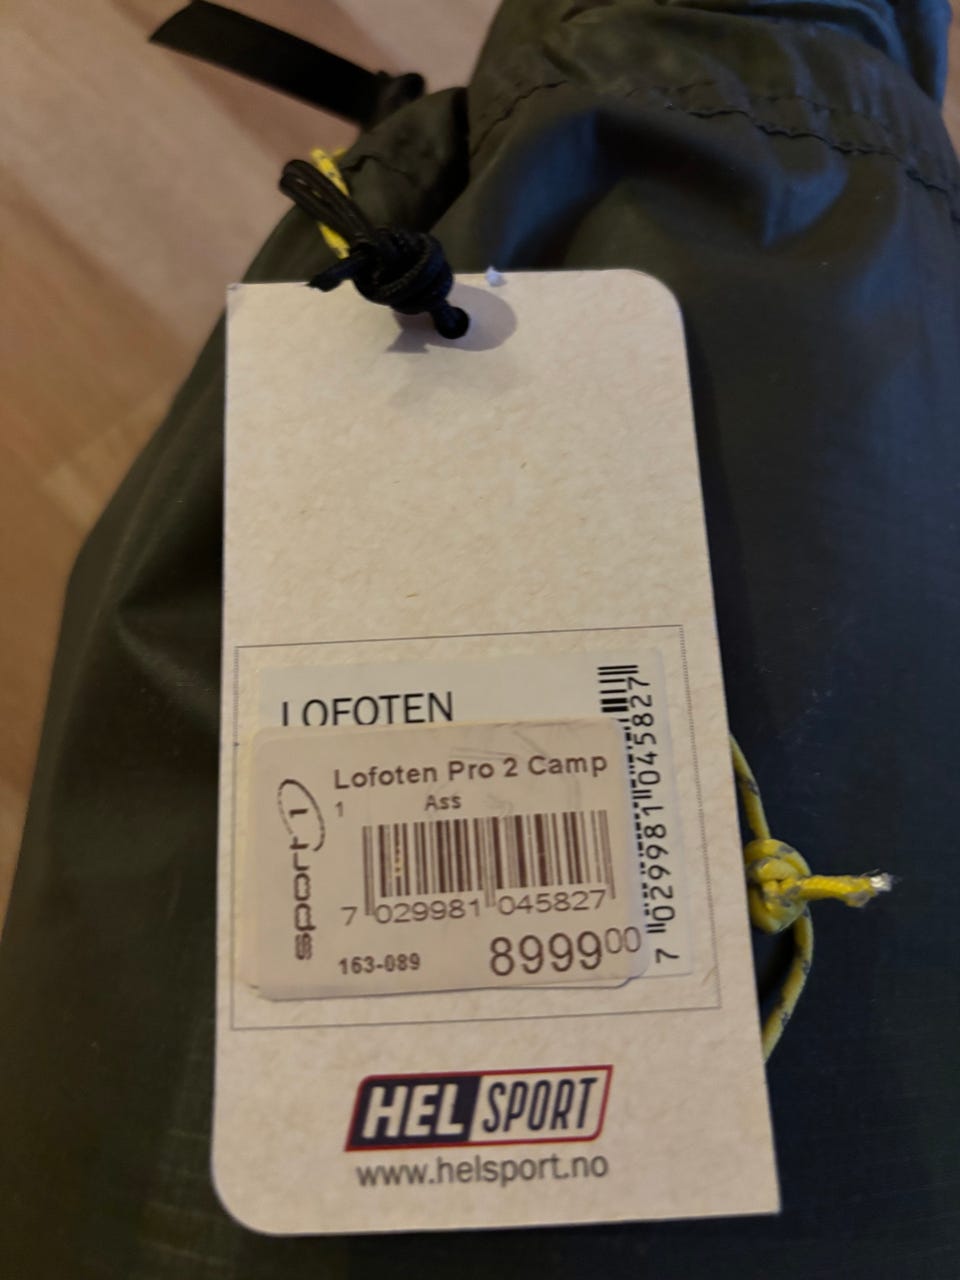 LOFOTEN
7 029981 045827
sport 1
Lofoten Pro 2 Camp
1 Ass
7 029981 045827
163-089 8999⁰⁰
HELSPORT
www.helsport.no